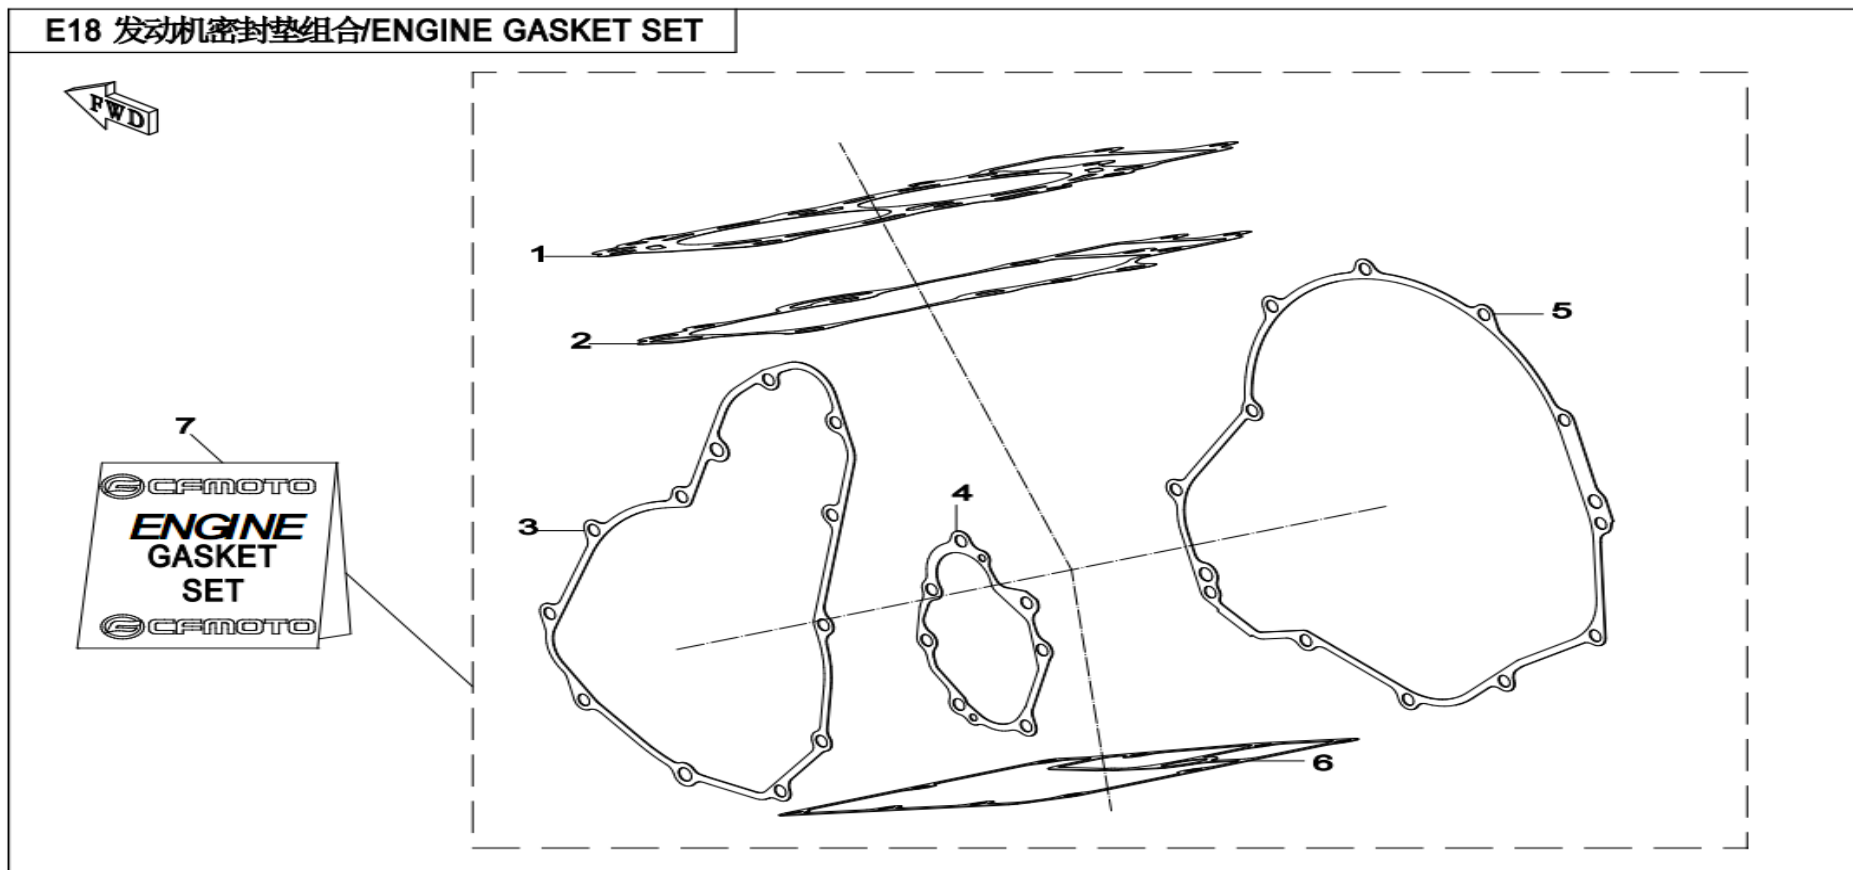 E18 发动机密封垫组合/ENGINE GASKET SET
FWD
1
2
5
7
CFMOTO
ENGINE
GASKET
SET
CFMOTO
3
4
6